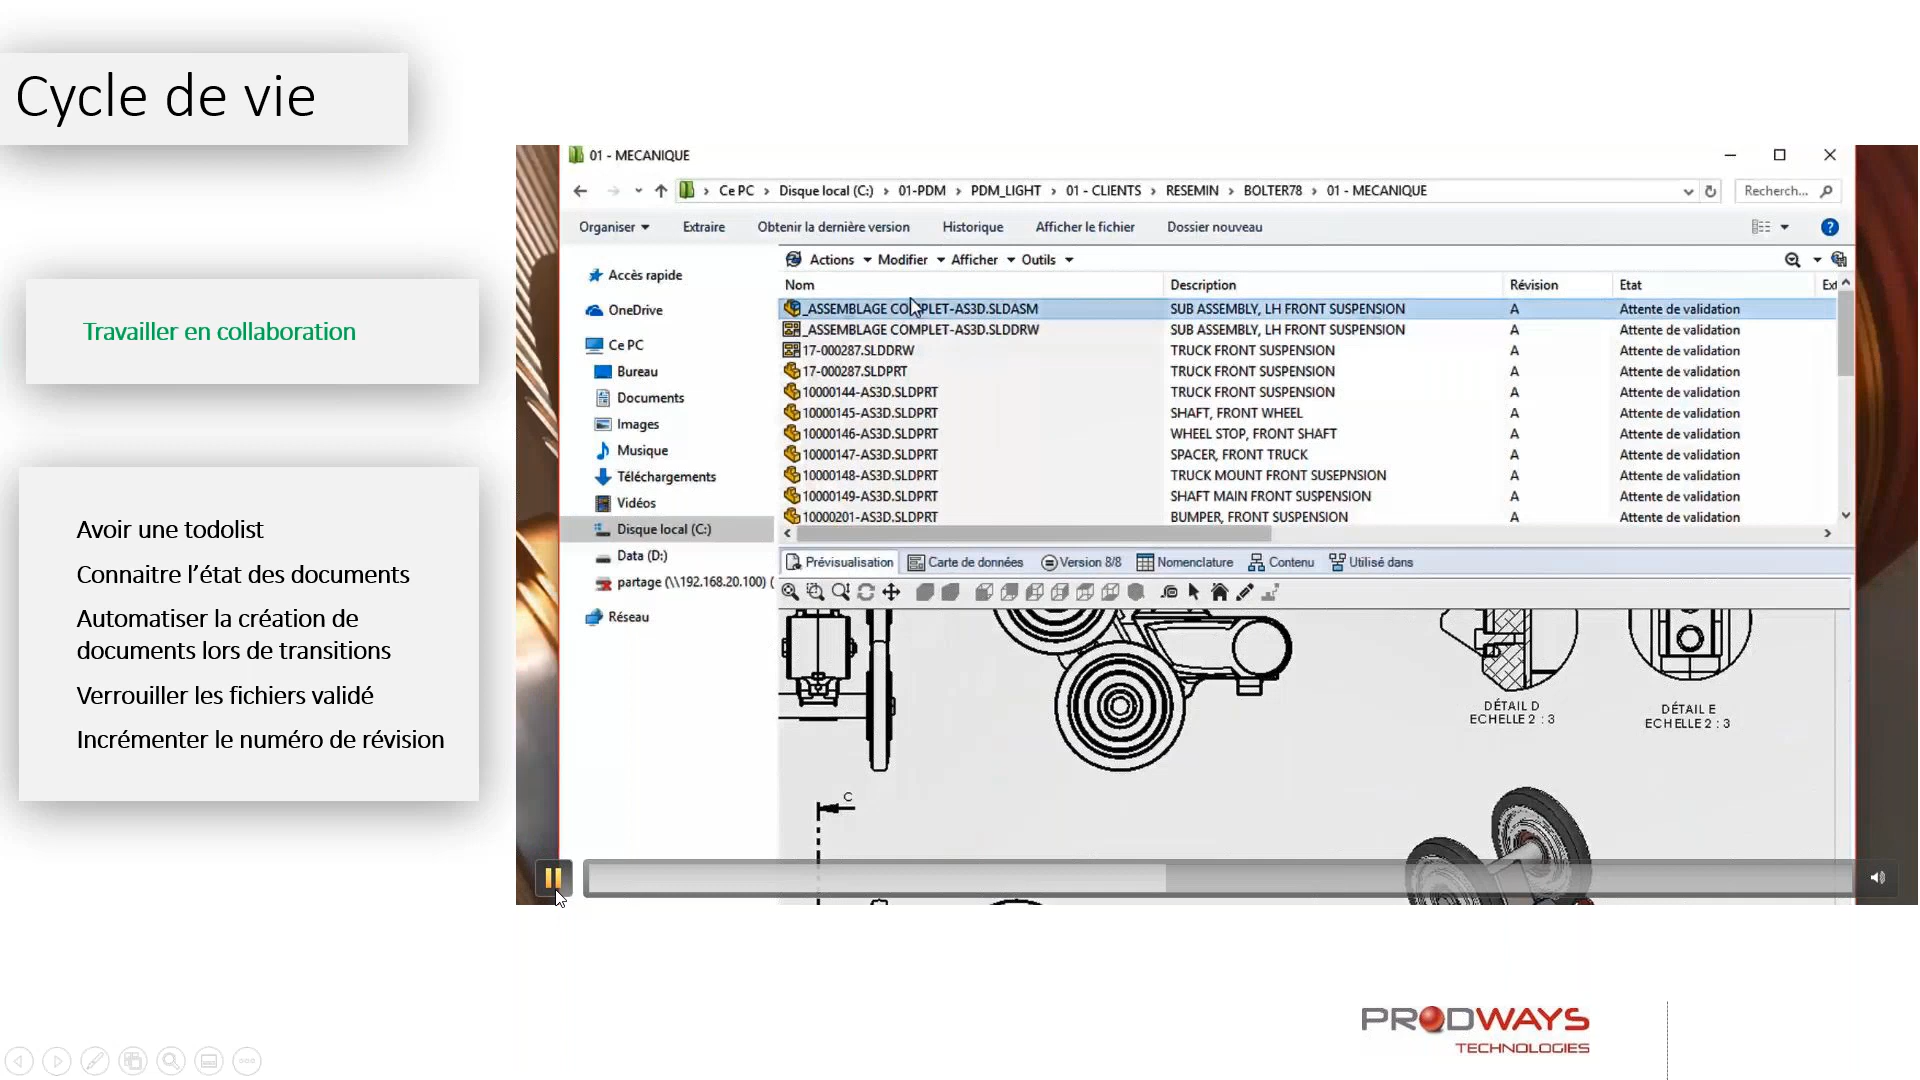 Cycle de vie
Travailler en collaboration
Avoir une todolist
Connaitre l’état des documents
Automatiser la création de
documents lors de transitions
Verrouiller les fichiers validé
Incrémenter le numéro de révision
01 - MECANIQUE
Ce PC > Disque local (C:) > 01-PDM > PDM_LIGHT > 01 - CLIENTS > RESEMIN > BOLTER78 > 01 - MECANIQUE
Recherch...
Organiser Extraire Obtenir la dernière version Historique Afficher le fichier Dossier nouveau
Accès rapide
OneDrive
Ce PC
Bureau
Documents
Images
Musique
Téléchargements
Vidéos
Disque local (C:)
Data (D:)
partage (\\192.168.20.100) (
Réseau
Actions Modifier Afficher Outils
Nom Description Révision Etat Ext
_ASSEMBLAGE COMPLET-AS3D.SLDASM SUB ASSEMBLY, LH FRONT SUSPENSION A Attente de validation
_ASSEMBLAGE COMPLET-AS3D.SLDDRW SUB ASSEMBLY, LH FRONT SUSPENSION A Attente de validation
17-000287.SLDDRW TRUCK FRONT SUSPENSION A Attente de validation
17-000287.SLDPRT TRUCK FRONT SUSPENSION A Attente de validation
10000144-AS3D.SLDPRT TRUCK FRONT SUSPENSION A Attente de validation
10000145-AS3D.SLDPRT SHAFT, FRONT WHEEL A Attente de validation
10000146-AS3D.SLDPRT WHEEL STOP, FRONT SHAFT A Attente de validation
10000147-AS3D.SLDPRT SPACER, FRONT TRUCK A Attente de validation
10000148-AS3D.SLDPRT TRUCK MOUNT FRONT SUSEPNSION A Attente de validation
10000149-AS3D.SLDPRT SHAFT MAIN FRONT SUSPENSION A Attente de validation
10000201-AS3D.SLDPRT BUMPER, FRONT SUSPENSION A Attente de validation
Prévisualisation Carte de données Version 8/8 Nomenclature Contenu Utilisé dans
DÉTAIL D
ECHELLE 2 : 3
DÉTAIL E
ECHELLE 2 : 3
C
PRODWAYS
TECHNOLOGIES